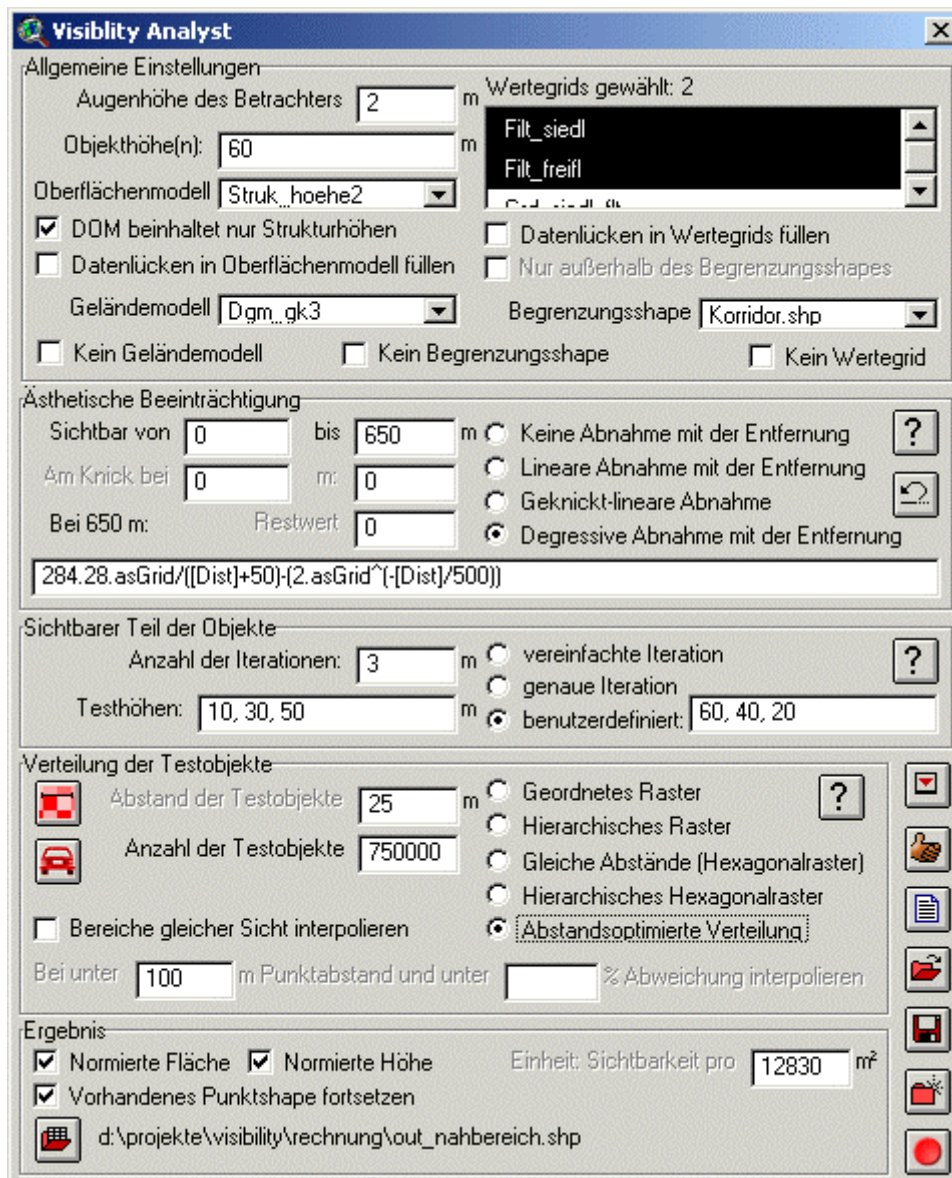 Visiblity Analyst
Allgemeine Einstellungen
Augenhöhe des Betrachters 2 m
Wertegrids gewählt: 2
Objekthöhe(n): 60 m
Filt_siedl
Filt_freifl
Oberflächenmodell Struk_hoehe2
DOM beinhaltet nur Strukturhöhen
Datenlücken in Wertegrids füllen
Datenlücken in Oberflächenmodell füllen
Nur außerhalb des Begrenzungsshapes
Geländemodell Dgm_gk3
Begrenzungsshape Korridor.shp
Kein Geländemodell
Kein Begrenzungsshape
Kein Wertegrid
Ästhetische Beeinträchtigung
Sichtbar von 0 bis 650 m
Keine Abnahme mit der Entfernung
Am Knick bei 0 m: 0
Lineare Abnahme mit der Entfernung
Geknickt-lineare Abnahme
Bei 650 m: Restwert 0
Degressive Abnahme mit der Entfernung
?
284.28.asGrid/([Dist]+50)-(2.asGrid^(-[Dist]/500))
Sichtbarer Teil der Objekte
Anzahl der Iterationen: 3 m
vereinfachte Iteration
?
genaue Iteration
Testhöhen: 10, 30, 50 m
benutzerdefiniert: 60, 40, 20
Verteilung der Testobjekte
Abstand der Testobjekte 25 m
Geordnetes Raster
?
Hierarchisches Raster
Anzahl der Testobjekte 750000
Gleiche Abstände (Hexagonalraster)
Hierarchisches Hexagonalraster
Bereiche gleicher Sicht interpolieren
Abstandsoptimierte Verteilung
Bei unter 100 m Punktabstand und unter % Abweichung interpolieren
Ergebnis
Normierte Fläche
Normierte Höhe
Einheit: Sichtbarkeit pro 12830 m²
Vorhandenes Punktshape fortsetzen
d:\projekte\visibility\rechnung\out_nahbereich.shp